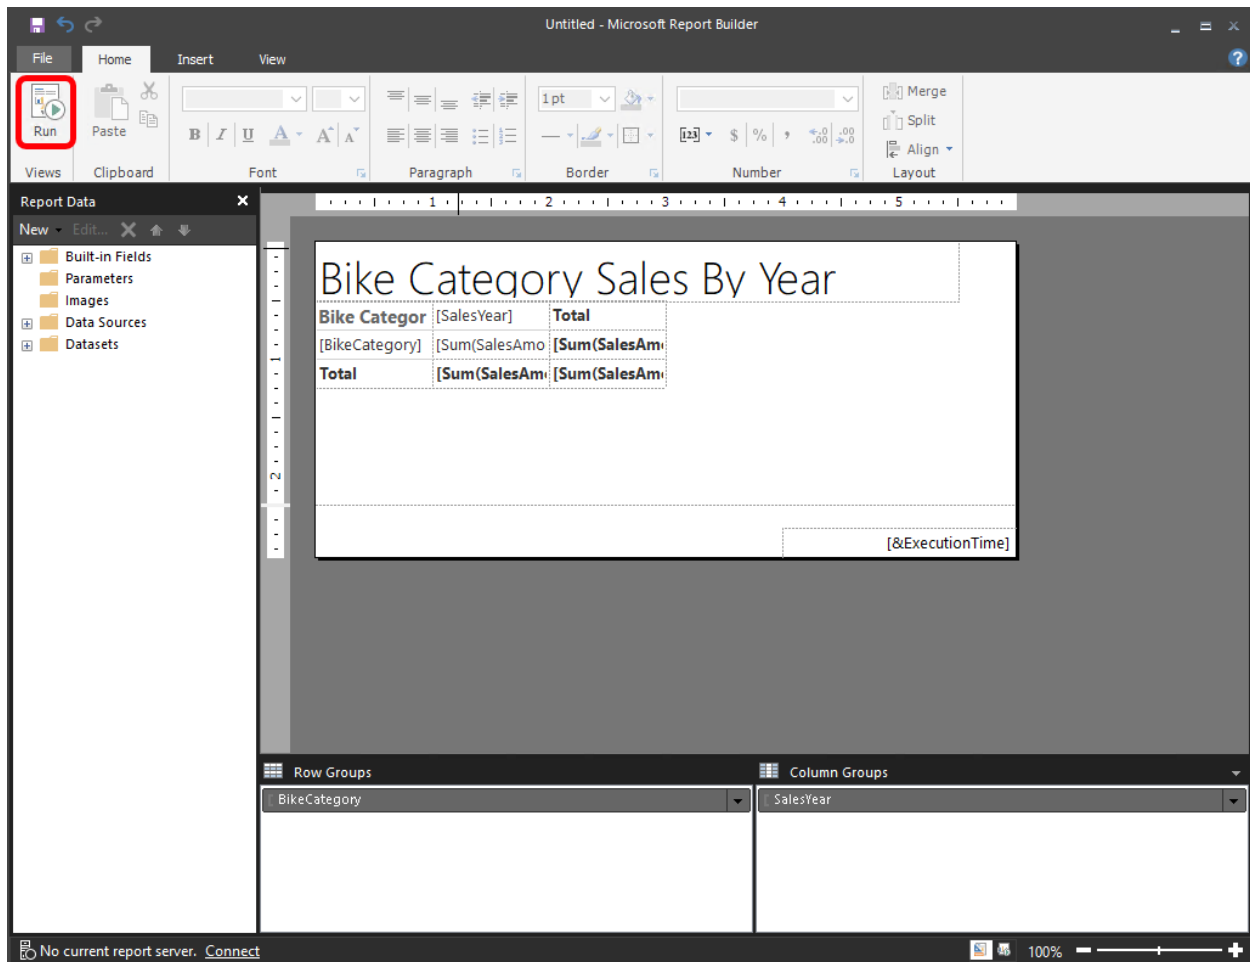 Untitled - Microsoft Report Builder
File Home Insert View
Run Paste
1 pt
B I U A A A
$ % ,
Merge
Split
Align
Views Clipboard Font Paragraph Border Number Layout
Report Data
New Edit...
Built-in Fields
Parameters
Images
Data Sources
Datasets
1 2 3 4 5
Bike Category Sales By Year
Bike Categor [SalesYear] Total
[BikeCategory] [Sum(SalesAmo [Sum(SalesAm
Total [Sum(SalesAm [Sum(SalesAm
1
2
[&ExecutionTime]
Row Groups Column Groups
BikeCategory SalesYear
No current report server. Connect 100%